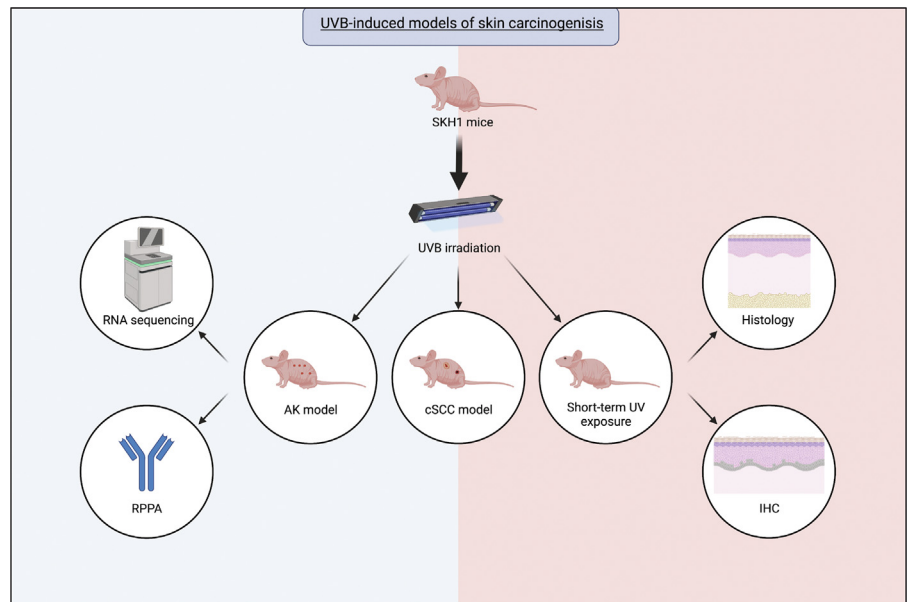 UVB-induced models of skin carcinogenisis
SKH1 mice
UVB irradiation
RNA sequencing
Histology
AK model
cSCC model
Short-term UV
exposure
RPPA
IHC